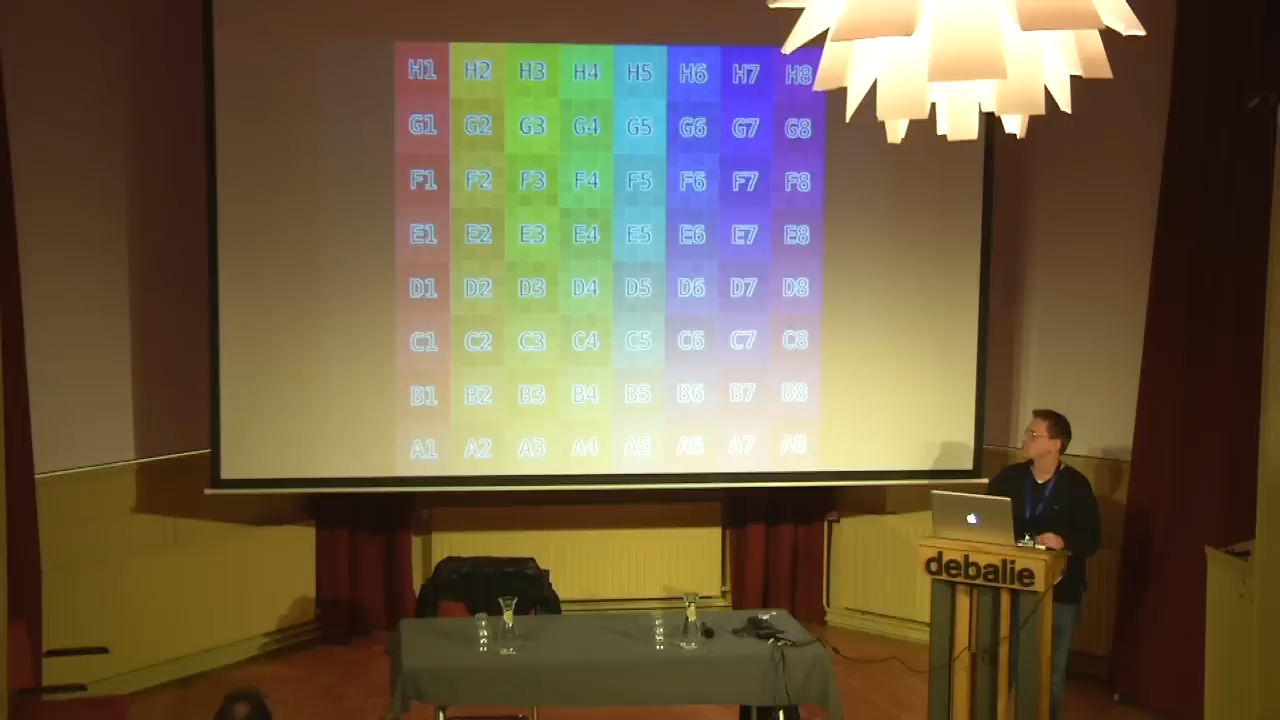 H1 H2 H3 H4 H5 H6 H7 H8
G1 G2 G3 G4 G5 G6 G7 G8
F1 F2 F3 F4 F5 F6 F7 F8
E1 E2 E3 E4 E5 E6 E7 E8
D1 D2 D3 D4 D5 D6 D7 D8
C1 C2 C3 C4 C5 C6 C7 C8
B1 B2 B3 B4 B5 B6 B7 B8
A1 A2 A3 A4 A5 A6 A7 A8
debalie